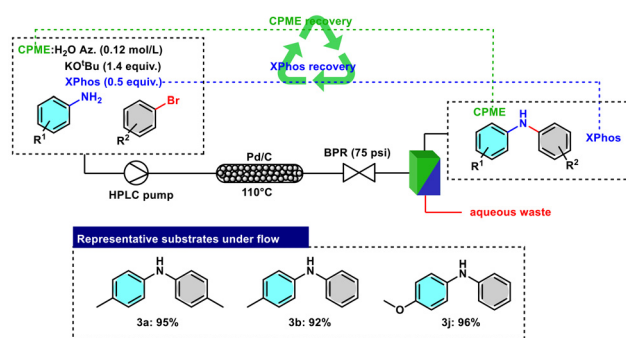 CPME recovery
CPME:H₂O Az. (0.12 mol/L)
KOᵗBu (1.4 equiv.)
XPhos (0.5 equiv.)
XPhos recovery
NH₂
Br
R¹
R²
CPME
H
N
XPhos
R¹
R²
Pd/C
BPR (75 psi)
HPLC pump
110°C
aqueous waste
Representative substrates under flow
H
N
H
N
H
N
O
3a: 95%
3b: 92%
3j: 96%